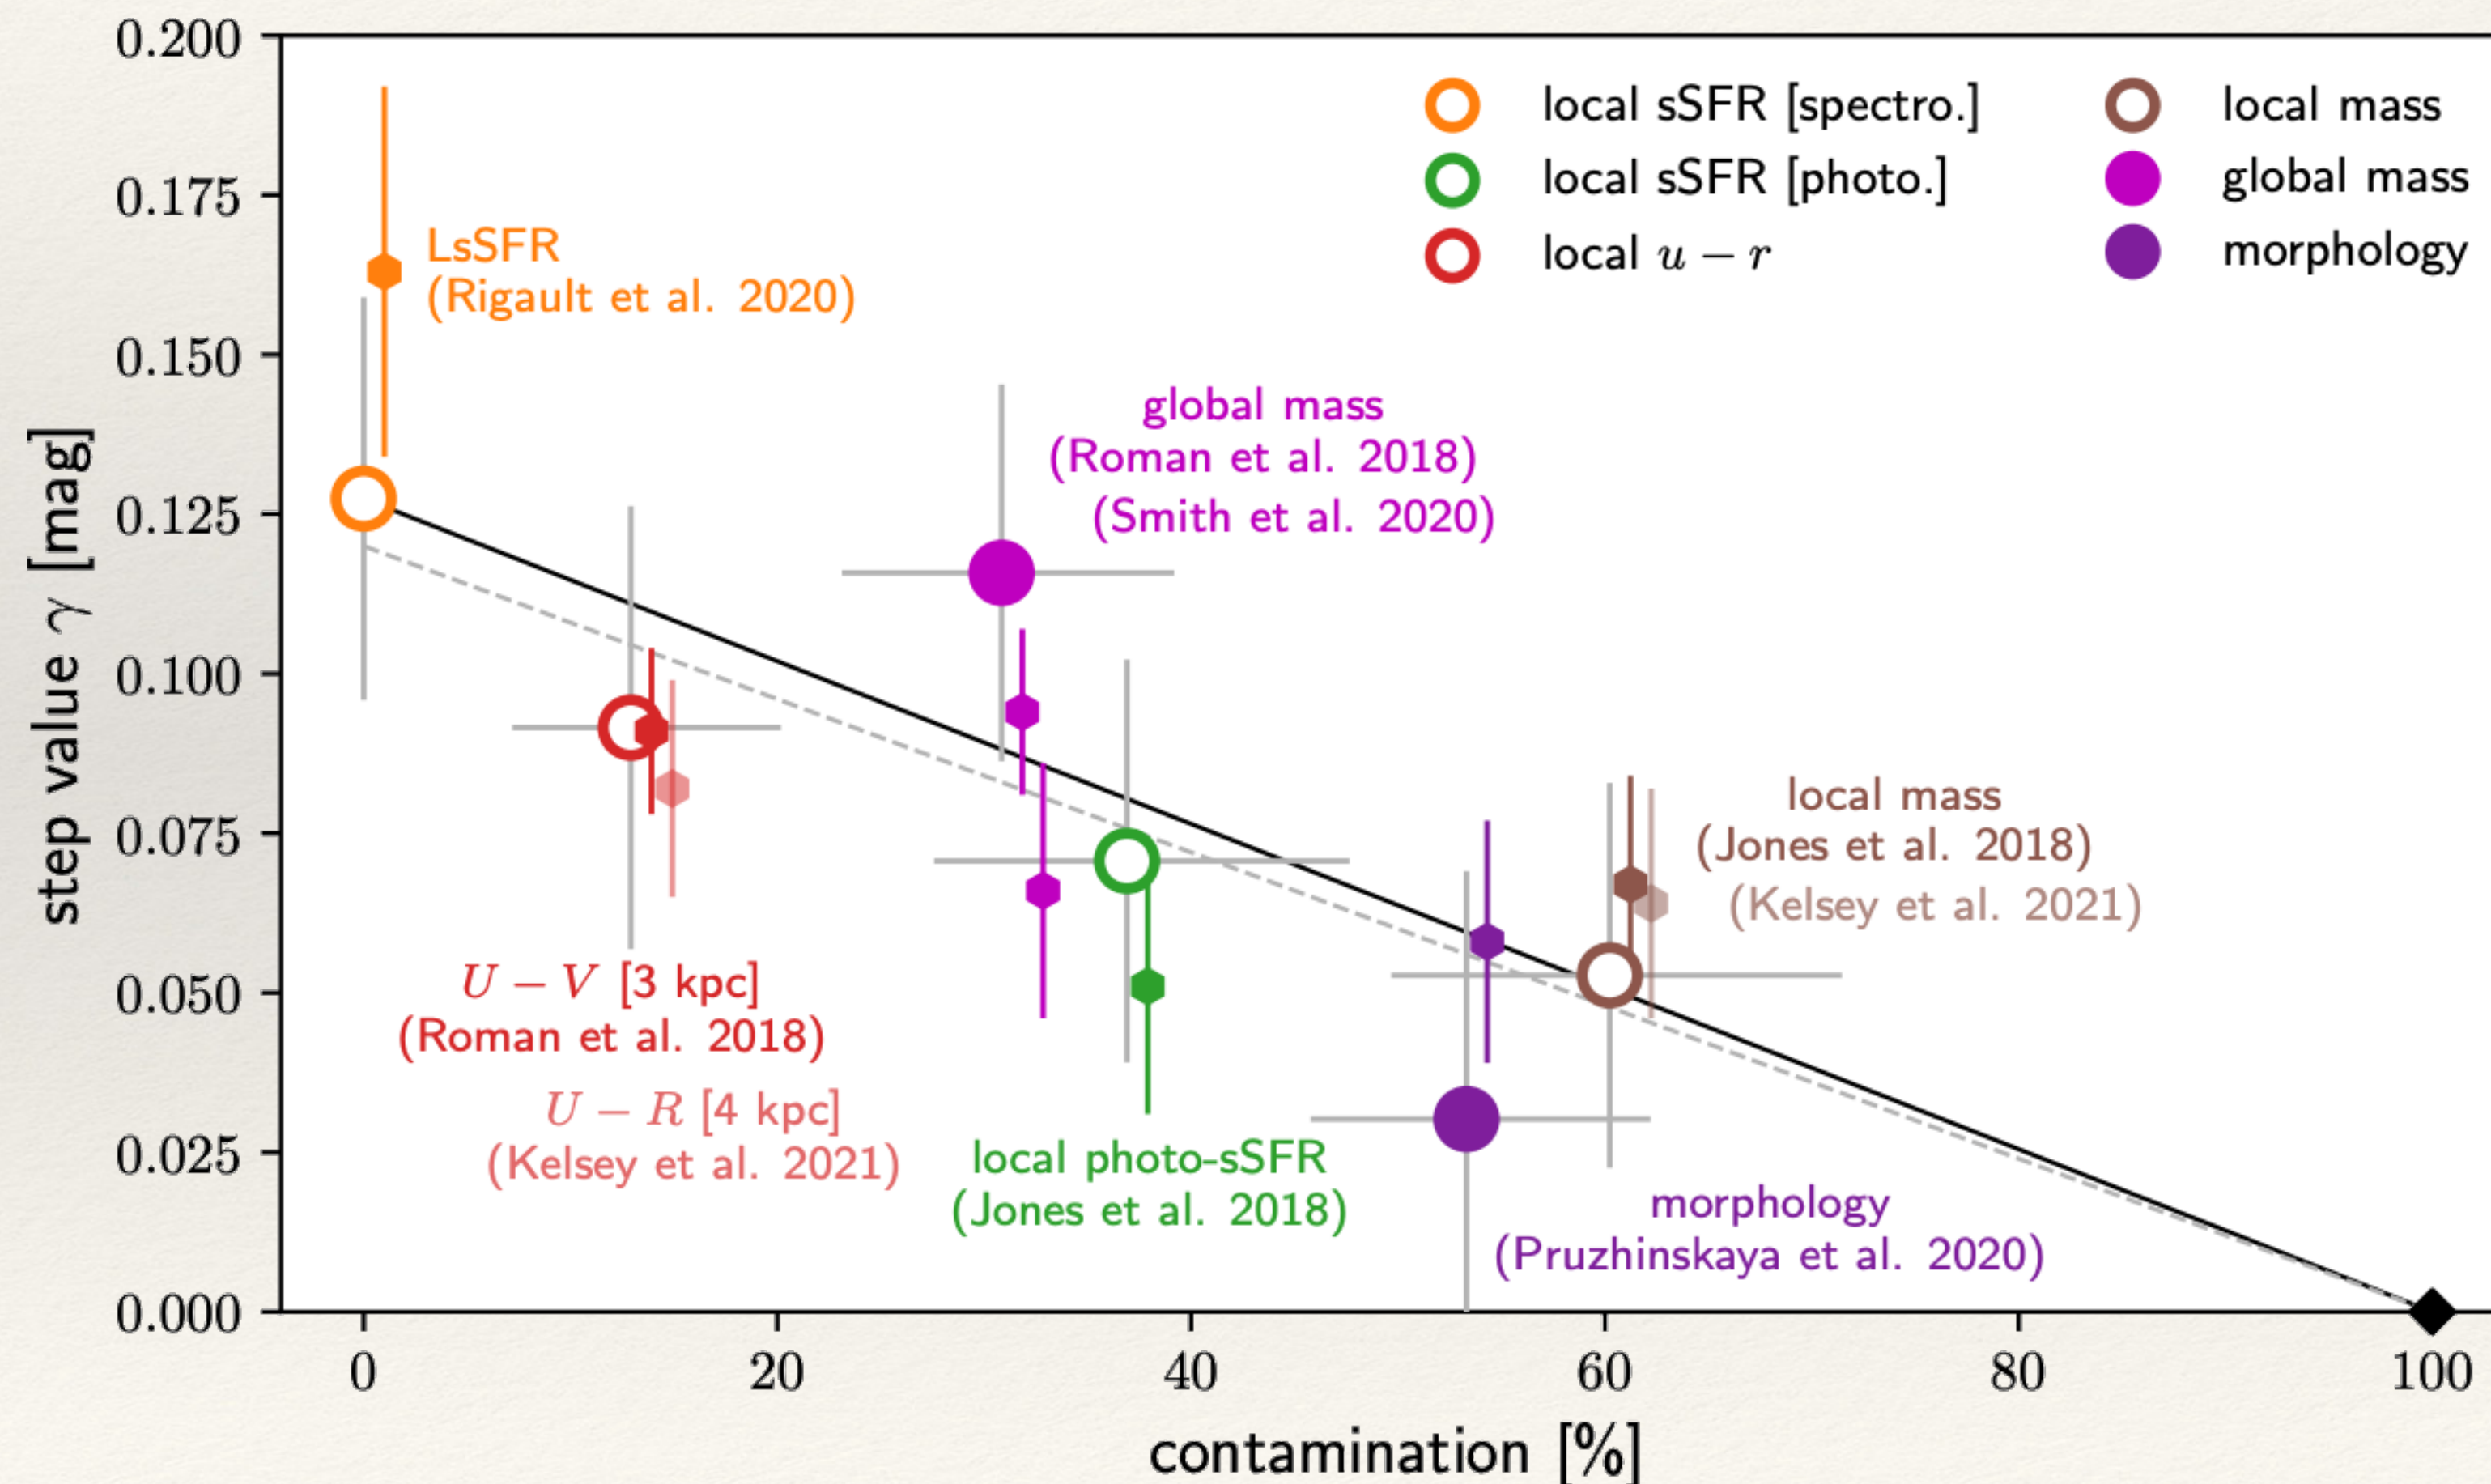 0.200
0.175
0.150
0.125
0.100
0.075
0.050
0.025
0.000
step value γ [mag]
local sSFR [spectro.]
local sSFR [photo.]
local u − r
local mass
global mass
morphology
LsSFR
(Rigault et al. 2020)
global mass
(Roman et al. 2018)
(Smith et al. 2020)
local mass
(Jones et al. 2018)
(Kelsey et al. 2021)
U − V [3 kpc]
(Roman et al. 2018)
U − R [4 kpc]
(Kelsey et al. 2021)
local photo-sSFR
(Jones et al. 2018)
morphology
(Pruzhinskaya et al. 2020)
0 20 40 60 80 100
contamination [%]